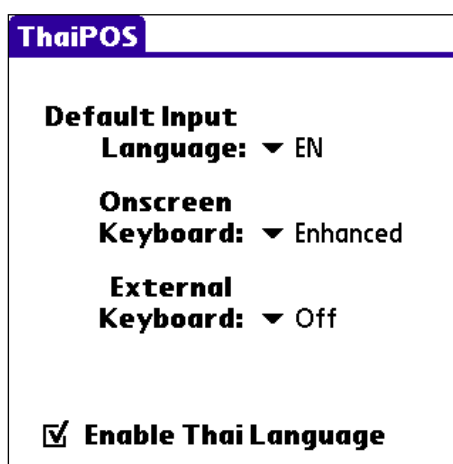 ThaiPOS
Default Input
Language: EN
Onscreen
Keyboard: Enhanced
External
Keyboard: Off
Enable Thai Language